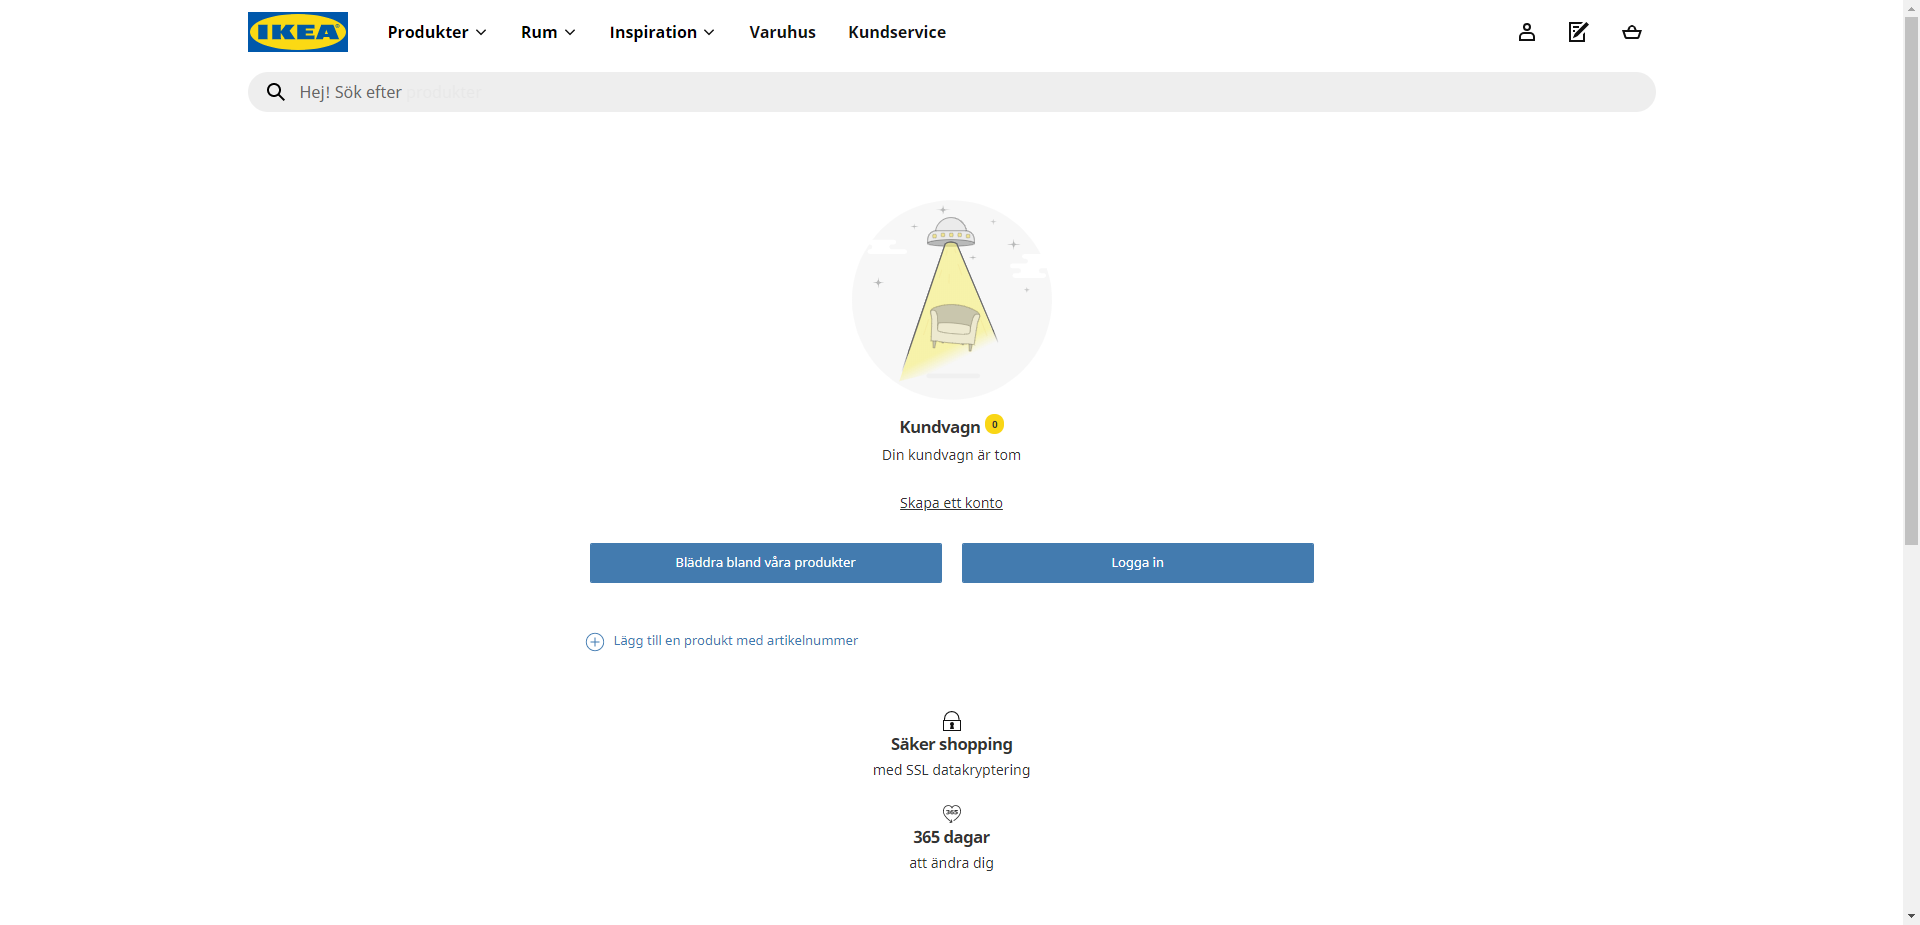 IKEA
Produkter
Rum
Inspiration
Varuhus
Kundservice
Hej! Sök efter produkter
Kundvagn 0
Din kundvagn är tom
Skapa ett konto
Bläddra bland våra produkter
Logga in
Lägg till en produkt med artikelnummer
Säker shopping
med SSL datakryptering
365
365 dagar
att ändra dig